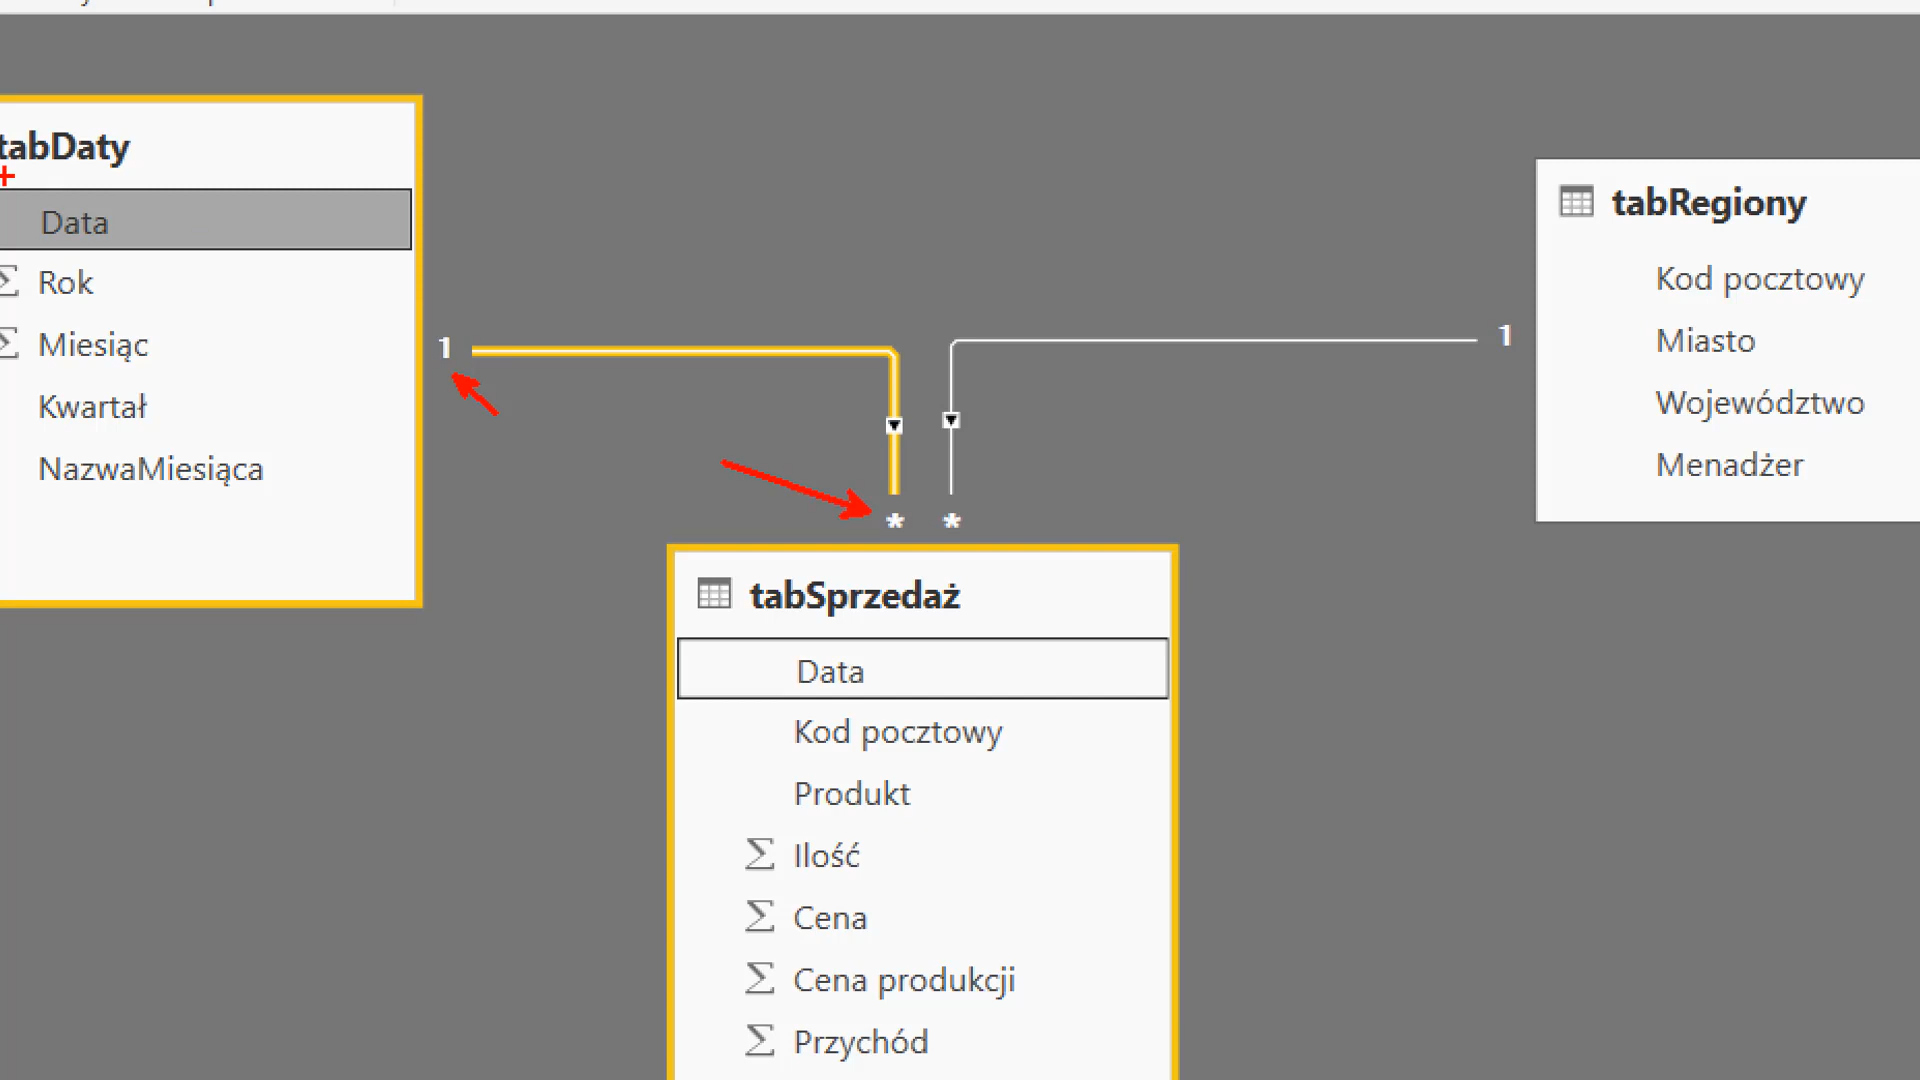 tabDaty
Data
Rok
Miesiąc
Kwartał
NazwaMiesiąca
1
1
tabRegiony
Kod pocztowy
Miasto
Województwo
Menadżer
* *
tabSprzedaż
Data
Kod pocztowy
Produkt
Σ Ilość
Σ Cena
Σ Cena produkcji
Σ Przychód